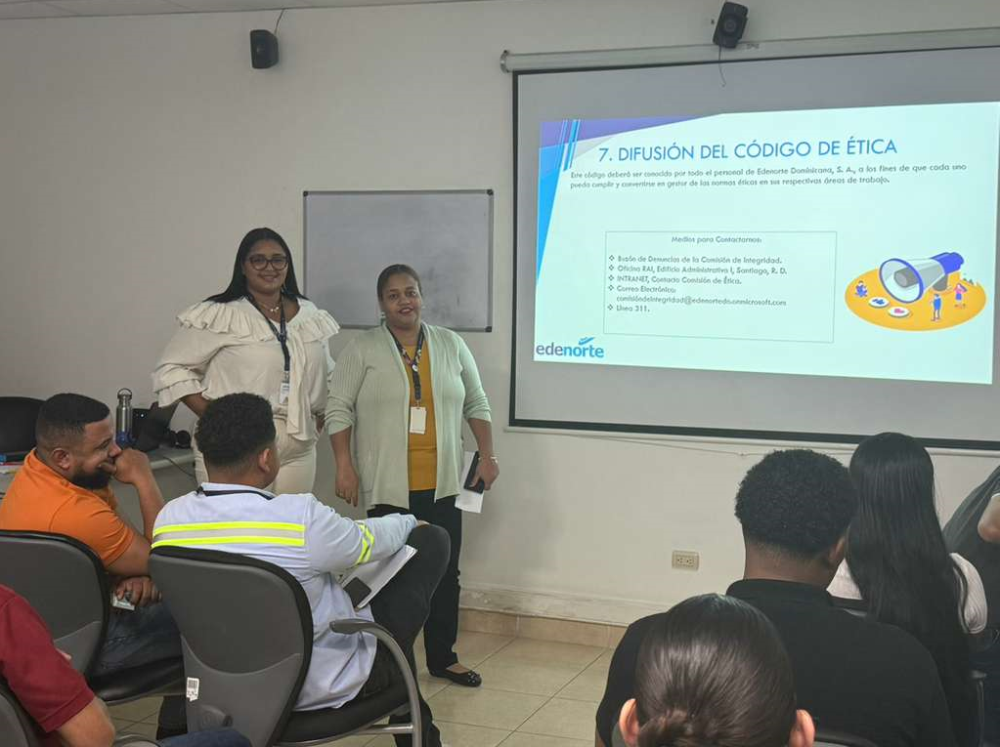 7. DIFUSIÓN DEL CÓDIGO DE ÉTICA
Este código deberá ser conocido por todo el personal de Edenorte Dominicana, S. A., a los fines de que cada uno
pueda cumplir y convertirse en gestor de las normas éticas en sus respectivas áreas de trabajo.
Medios para Contactarnos:
❖ Buzón de Denuncias de la Comisión de Integridad.
❖ Oficina RAI, Edificio Administrativo I, Santiago, R. D.
❖ INTRANET, Contacto Comisión de Ética.
❖ Correo Electrónico:
comisióndeintegridad@edenortedo.onmicrosoft.com
❖ Línea 311.
edenorte